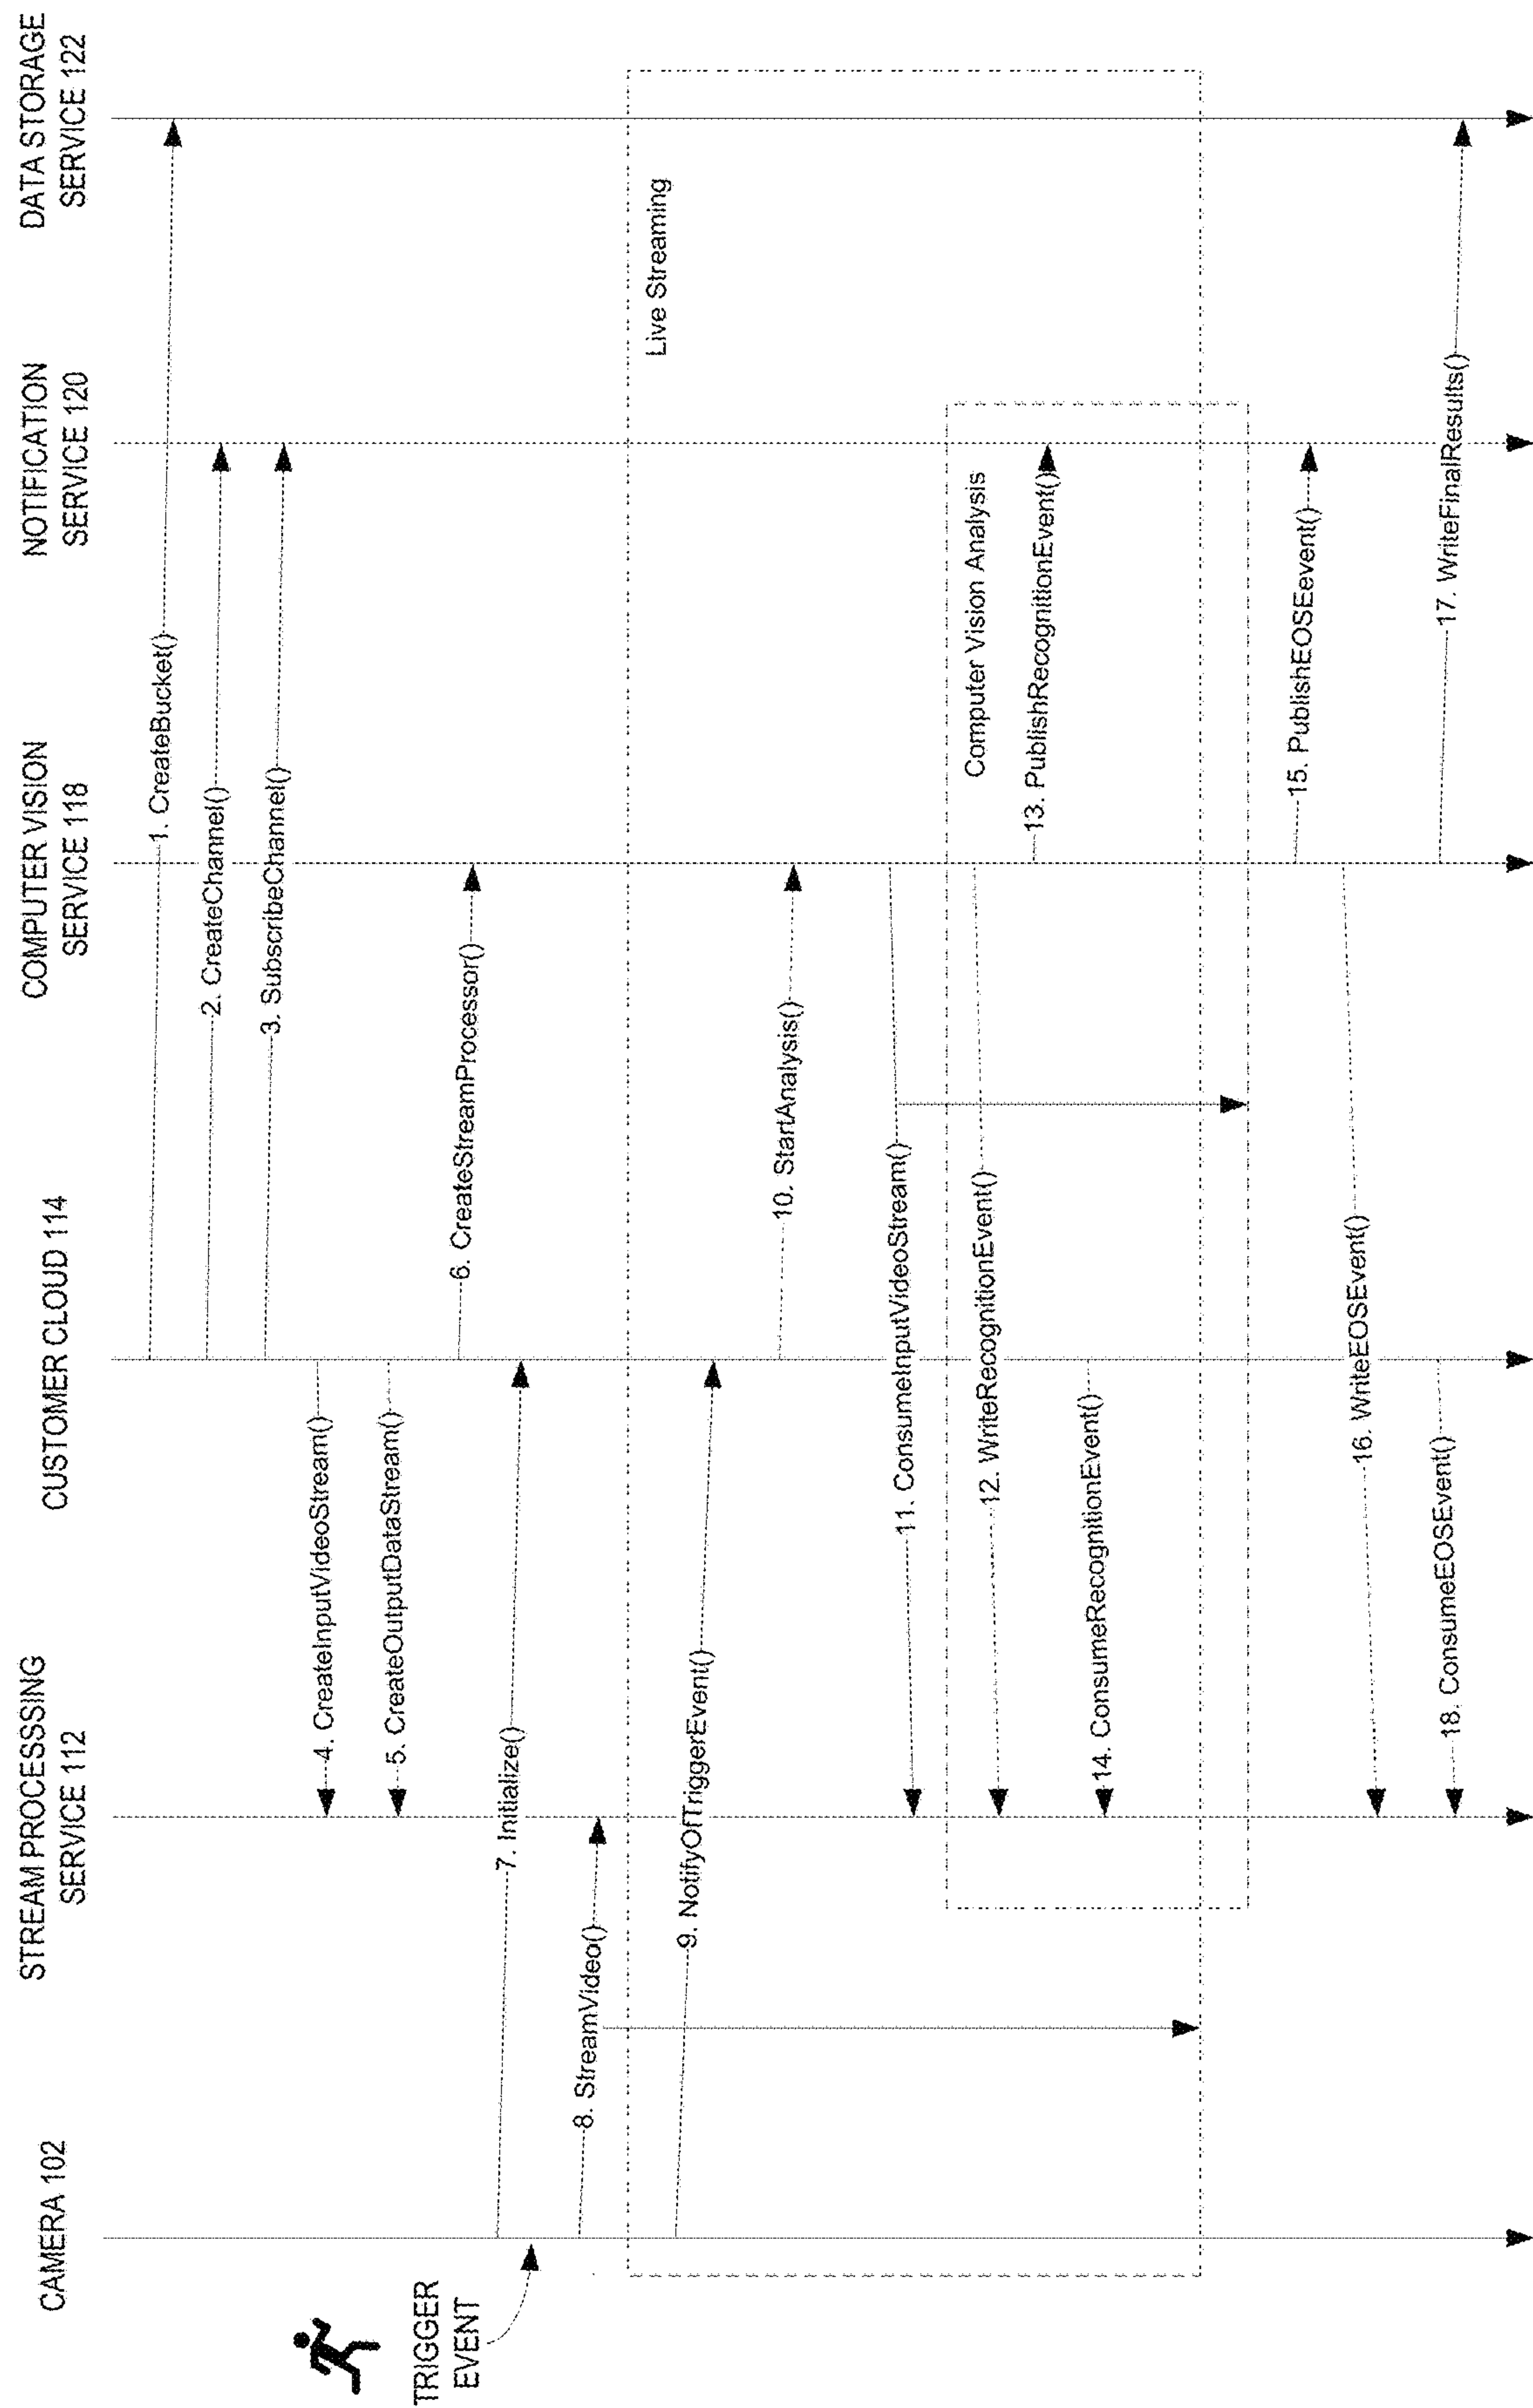 CAMERA 102
STREAM PROCESSSING
SERVICE 112
CUSTOMER CLOUD 114
COMPUTER VISION
SERVICE 118
NOTIFICATION
SERVICE 120
DATA STORAGE
SERVICE 122
1. CreateBucket()
2. CreateChannel()
3. SubscribeChannel()
4. CreateInputVideoStream()
5. CreateOutputDataStream()
6. CreateStreamProcessor()
TRIGGER
EVENT
7. Initialize()
8. StreamVideo()
Live Streaming
9. NotifyOfTriggerEvent()
10. StartAnalysis()
11. ConsumeInputVideoStream()
Computer Vision Analysis
12. WriteRecognitionEvent()
13. PublishRecognitionEvent()
14. ConsumeRecognitionEvent()
15. PublishEOSEevent()
16. WriteEOSEvent()
17. WriteFinalResults()
18. ConsumeEOSEvent()